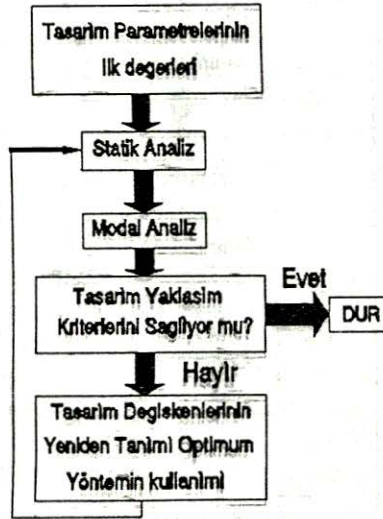 Tasarim Parametrelerinin
Ilk degerleri
Statik Analiz
Modal Analiz
Tasarim Yaklasim
Kriterlerini Sagliyor mu?
Evet
DUR
Hayir
Tasarim Degiskenlerinin
Yeniden Tanimi Optimum
Yöntemin kullanimi